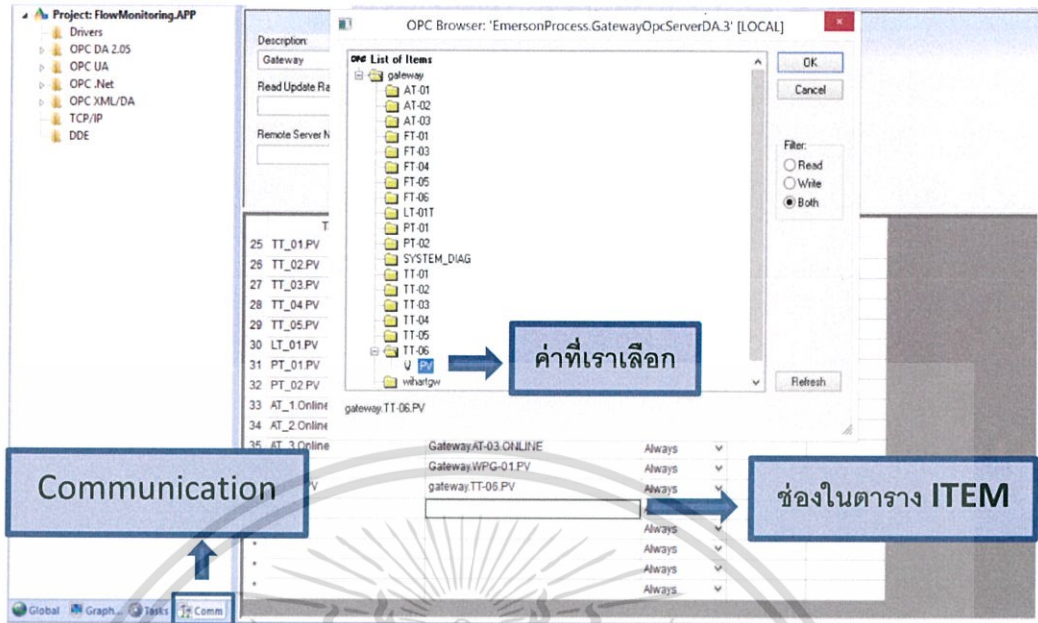 Project: FlowMonitoring.APP
Drivers
OPC DA 2.05
OPC UA
OPC .Net
OPC XML/DA
TCP/IP
DDE
Description:
Gateway
Read Update Ra
Remote Server N
OPC Browser: 'EmersonProcess.GatewayOpcServerDA.3' [LOCAL]
List of Items
gateway
AT-01
AT-02
AT-03
FT-01
FT-03
FT-04
FT-05
FT-06
LT-01T
PT-01
PT-02
SYSTEM_DIAG
TT-01
TT-02
TT-03
TT-04
TT-05
TT-06
PV
wihartgw
gateway.TT-06.PV
OK
Cancel
Filter:
Read
Write
Both
Refresh
ค่าที่เราเลือก
T
25 TT_01.PV
26 TT_02.PV
27 TT_03.PV
28 TT_04.PV
29 TT_05.PV
30 LT_01.PV
31 PT_01.PV
32 PT_02.PV
33 AT_1.Online
34 AT_2.Online
35 AT_3.Online Gateway.AT-03.ONLINE Always
Gateway.WPG-01.PV Always
PV gateway.TT-06.PV Always
Always
Always
Always
Always
Communication
ช่องในตาราง ITEM
Global Graph... Tasks Comm